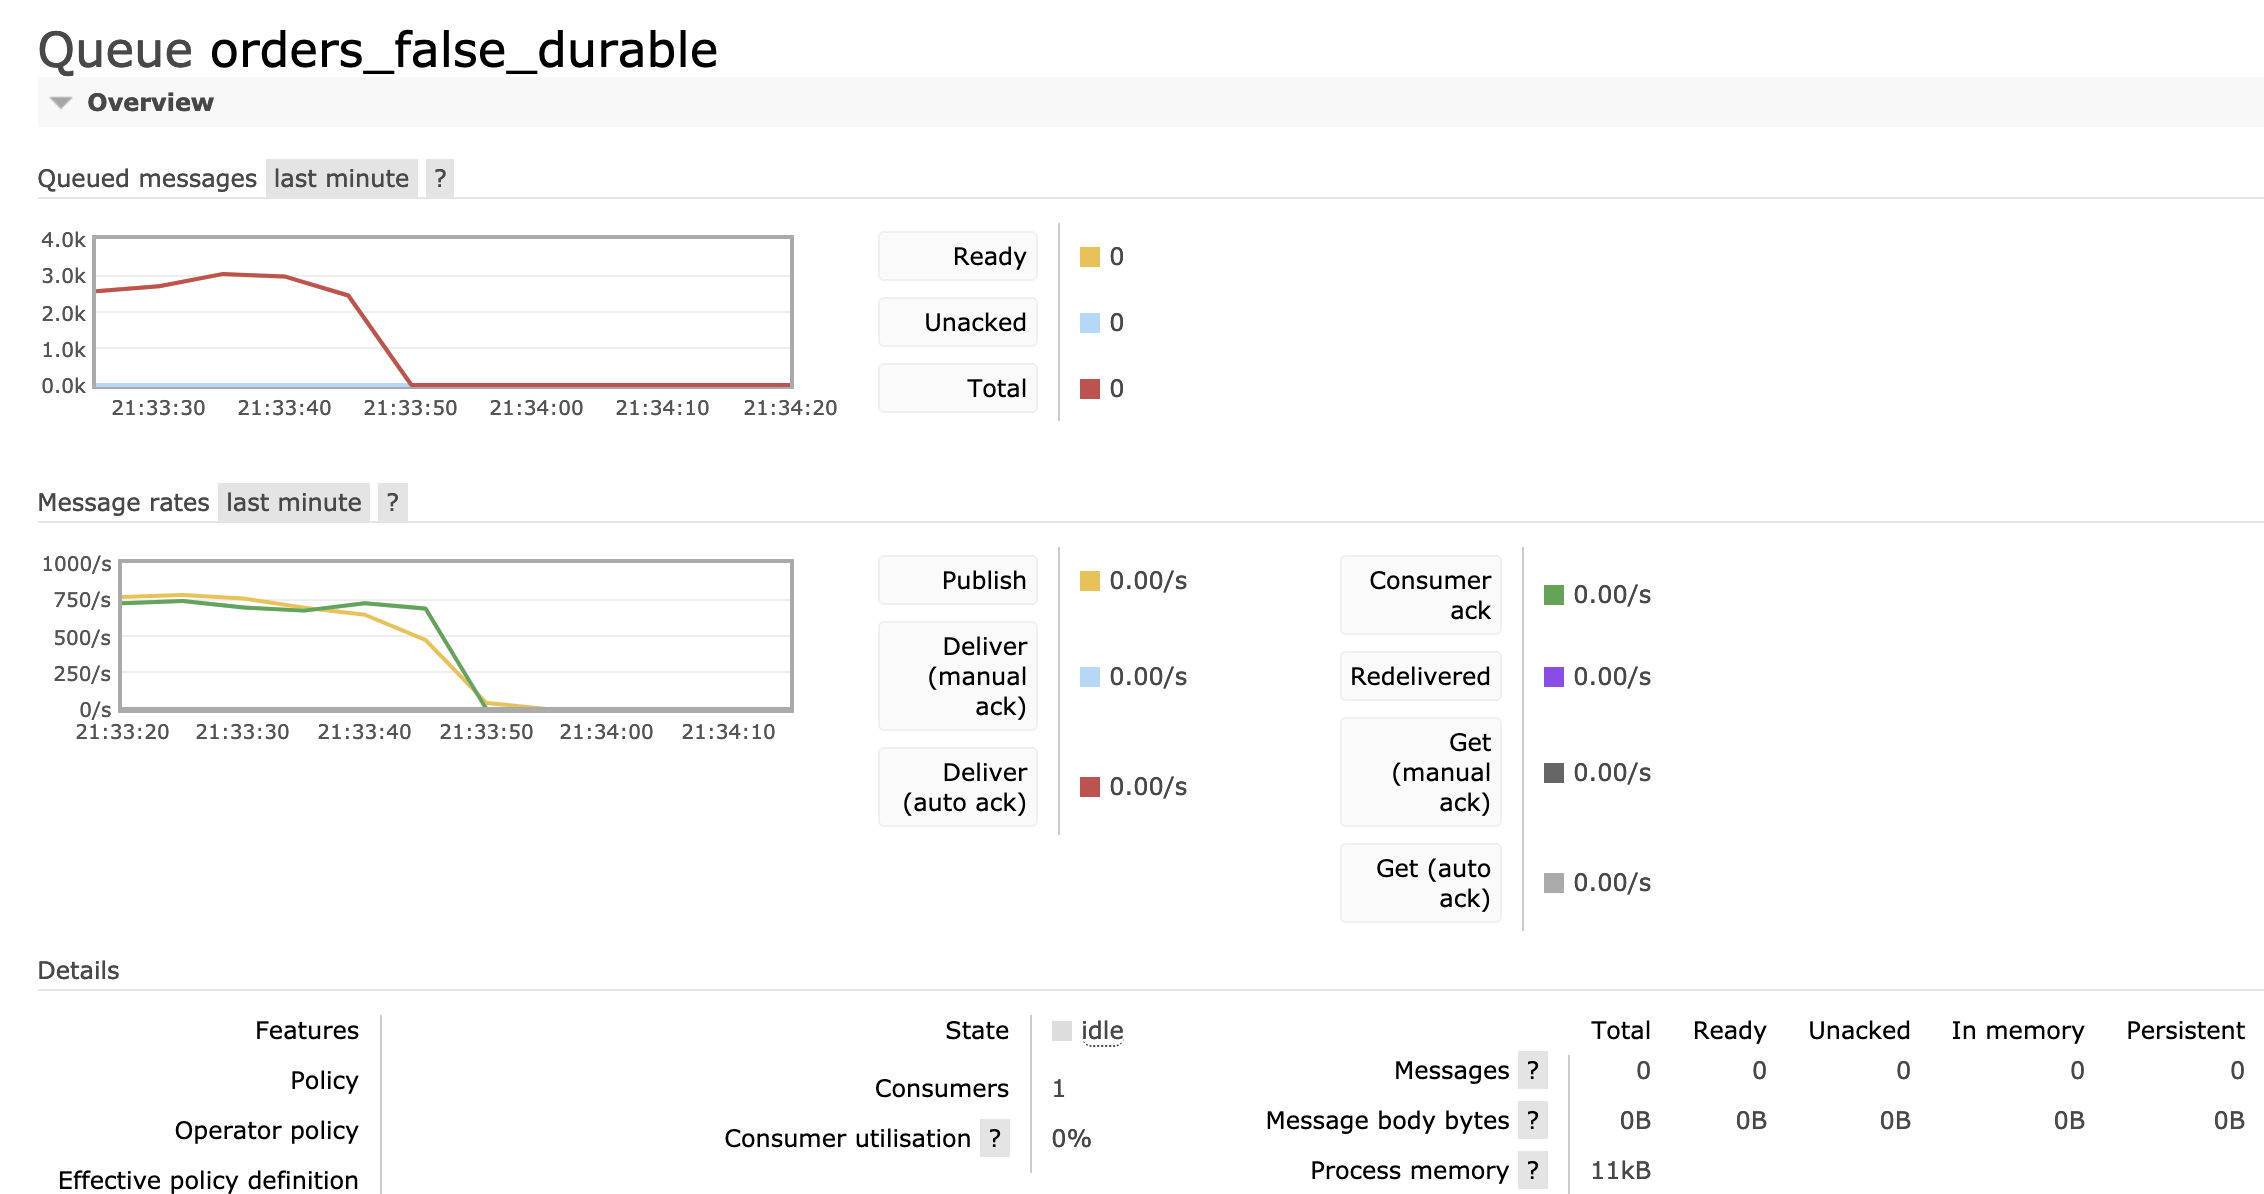 Queue orders_false_durable
Overview
Queued messages last minute ?
4.0k
3.0k
2.0k
1.0k
0.0k
21:33:30 21:33:40 21:33:50 21:34:00 21:34:10 21:34:20
Ready 0
Unacked 0
Total 0
Message rates last minute ?
1000/s
750/s
500/s
250/s
0/s
21:33:20 21:33:30 21:33:40 21:33:50 21:34:00 21:34:10
Publish 0.00/s
Deliver
(manual
ack)
0.00/s
Deliver
(auto ack)
0.00/s
Consumer
ack
0.00/s
Redelivered 0.00/s
Get
(manual
ack)
0.00/s
Get (auto
ack)
0.00/s
Details
Features
Policy
Operator policy
Effective policy definition
State idle
Consumers 1
Consumer utilisation ? 0%
Total Ready Unacked In memory Persistent
Messages ? 0 0 0 0 0
Message body bytes ? 0B 0B 0B 0B 0B
Process memory ? 11kB